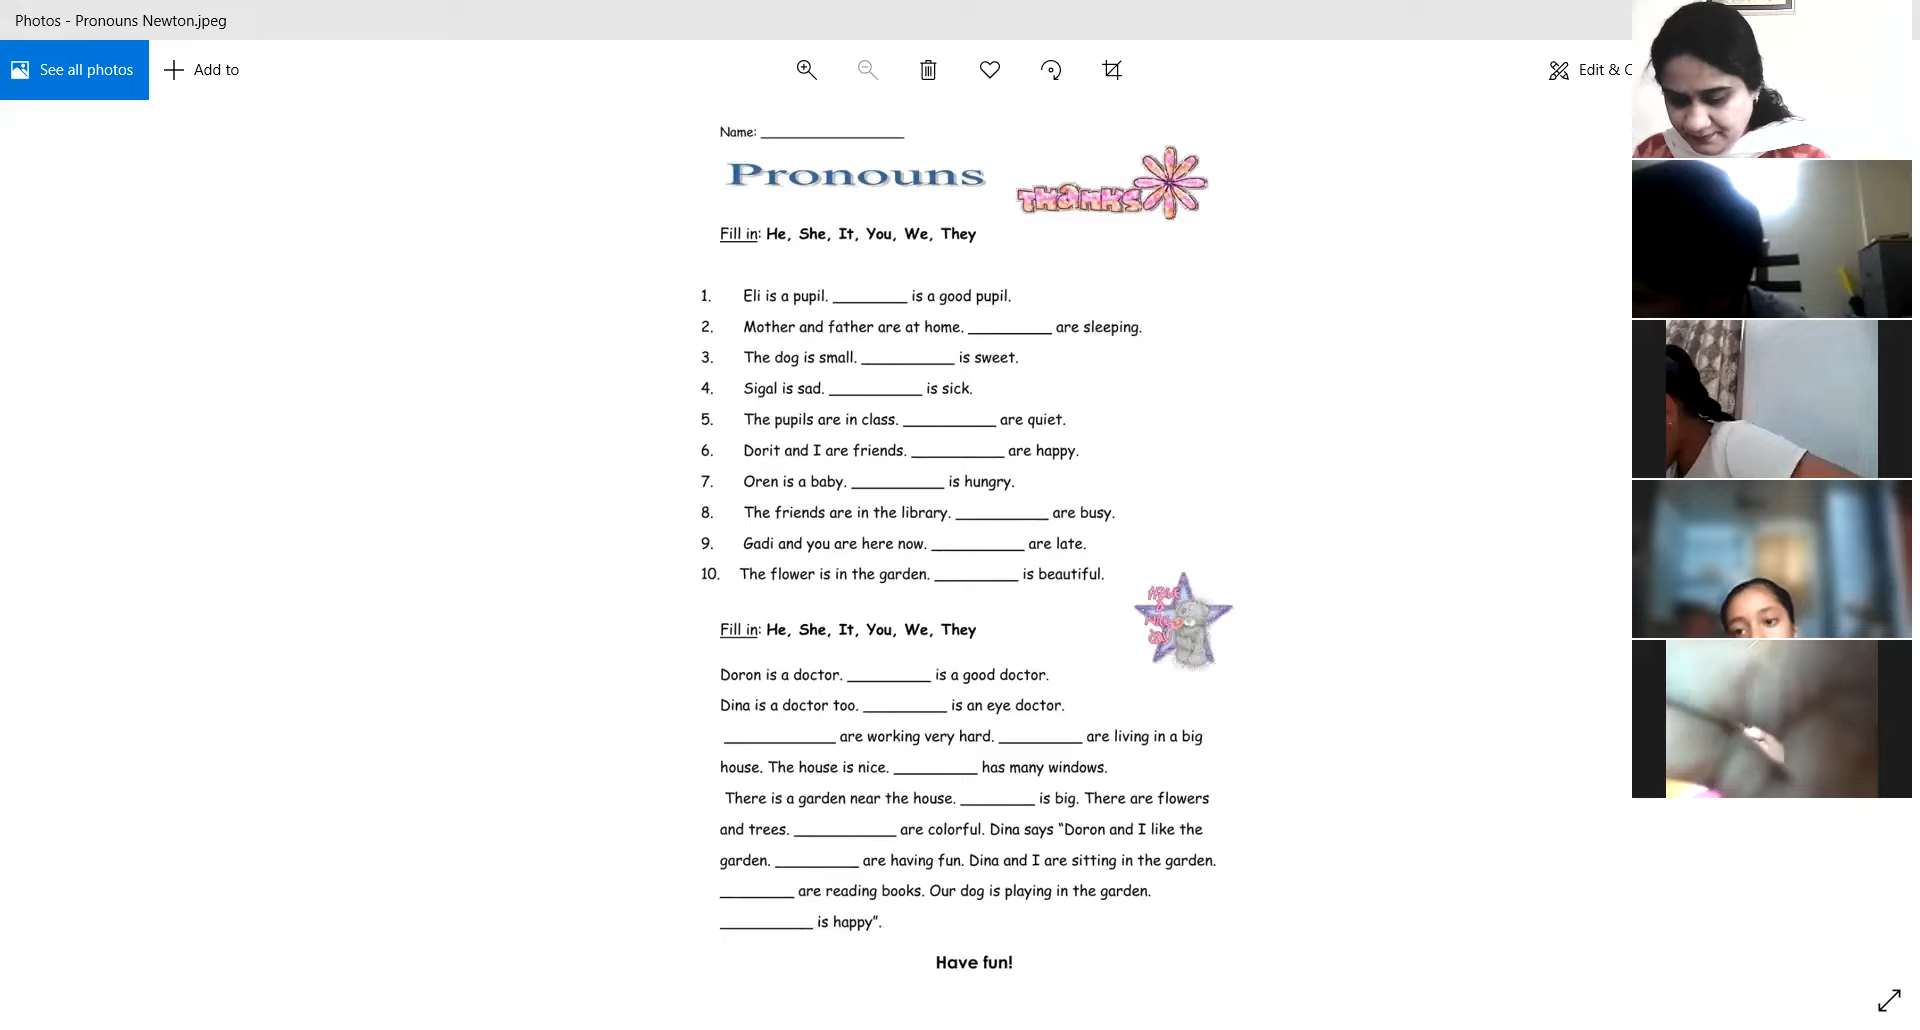 Photos - Pronouns Newton.jpeg
See all photos
Add to
Edit & C
Name: _________________
Pronouns
Thanks
Fill in: He, She, It, You, We, They
1. Eli is a pupil. ________ is a good pupil.
2. Mother and father are at home. _________ are sleeping.
3. The dog is small. __________ is sweet.
4. Sigal is sad. __________ is sick.
5. The pupils are in class. __________ are quiet.
6. Dorit and I are friends. __________ are happy.
7. Oren is a baby. __________ is hungry.
8. The friends are in the library. __________ are busy.
9. Gadi and you are here now. __________ are late.
10. The flower is in the garden. _________ is beautiful.
Have
a
nice
day
Fill in: He, She, It, You, We, They
Doron is a doctor. _________ is a good doctor.
Dina is a doctor too. _________ is an eye doctor.
____________ are working very hard. _________ are living in a big
house. The house is nice. _________ has many windows.
There is a garden near the house. ________ is big. There are flowers
and trees. ___________ are colorful. Dina says “Doron and I like the
garden. _________ are having fun. Dina and I are sitting in the garden.
________ are reading books. Our dog is playing in the garden.
__________ is happy”.
Have fun!